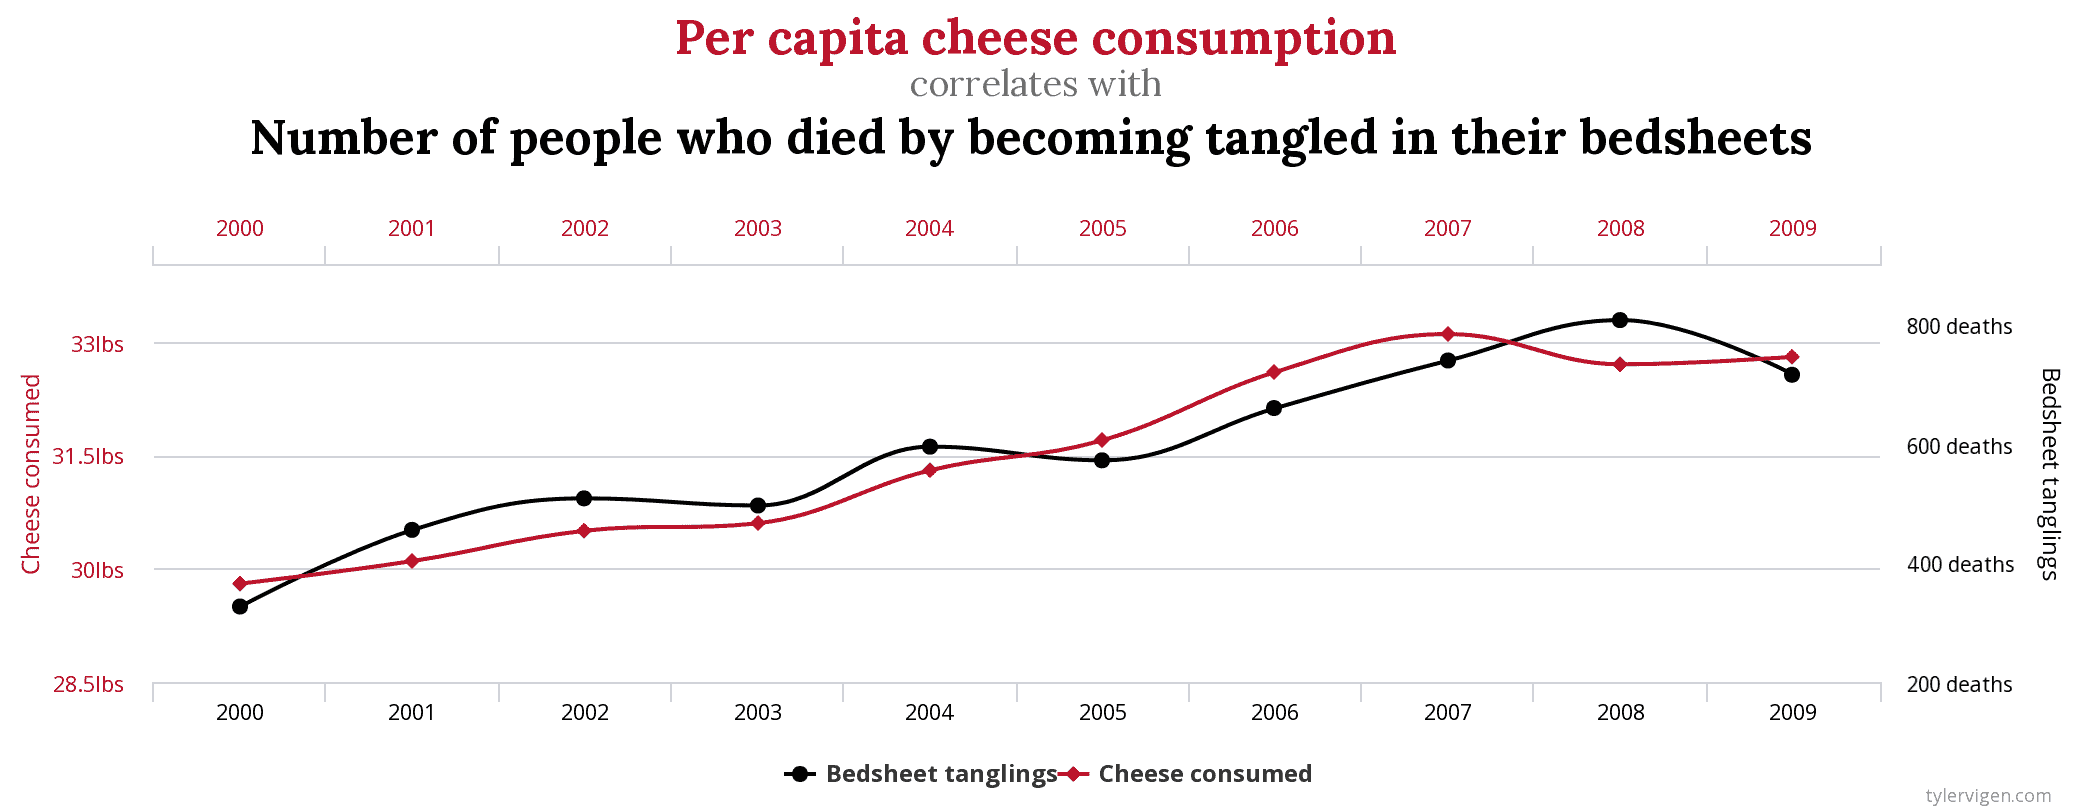 Per capita cheese consumption
correlates with
Number of people who died by becoming tangled in their bedsheets
2000 2001 2002 2003 2004 2005 2006 2007 2008 2009
Cheese consumed
33lbs
31.5lbs
30lbs
28.5lbs
800 deaths
600 deaths
400 deaths
200 deaths
Bedsheet tanglings
2000 2001 2002 2003 2004 2005 2006 2007 2008 2009
Bedsheet tanglings Cheese consumed
tylervigen.com